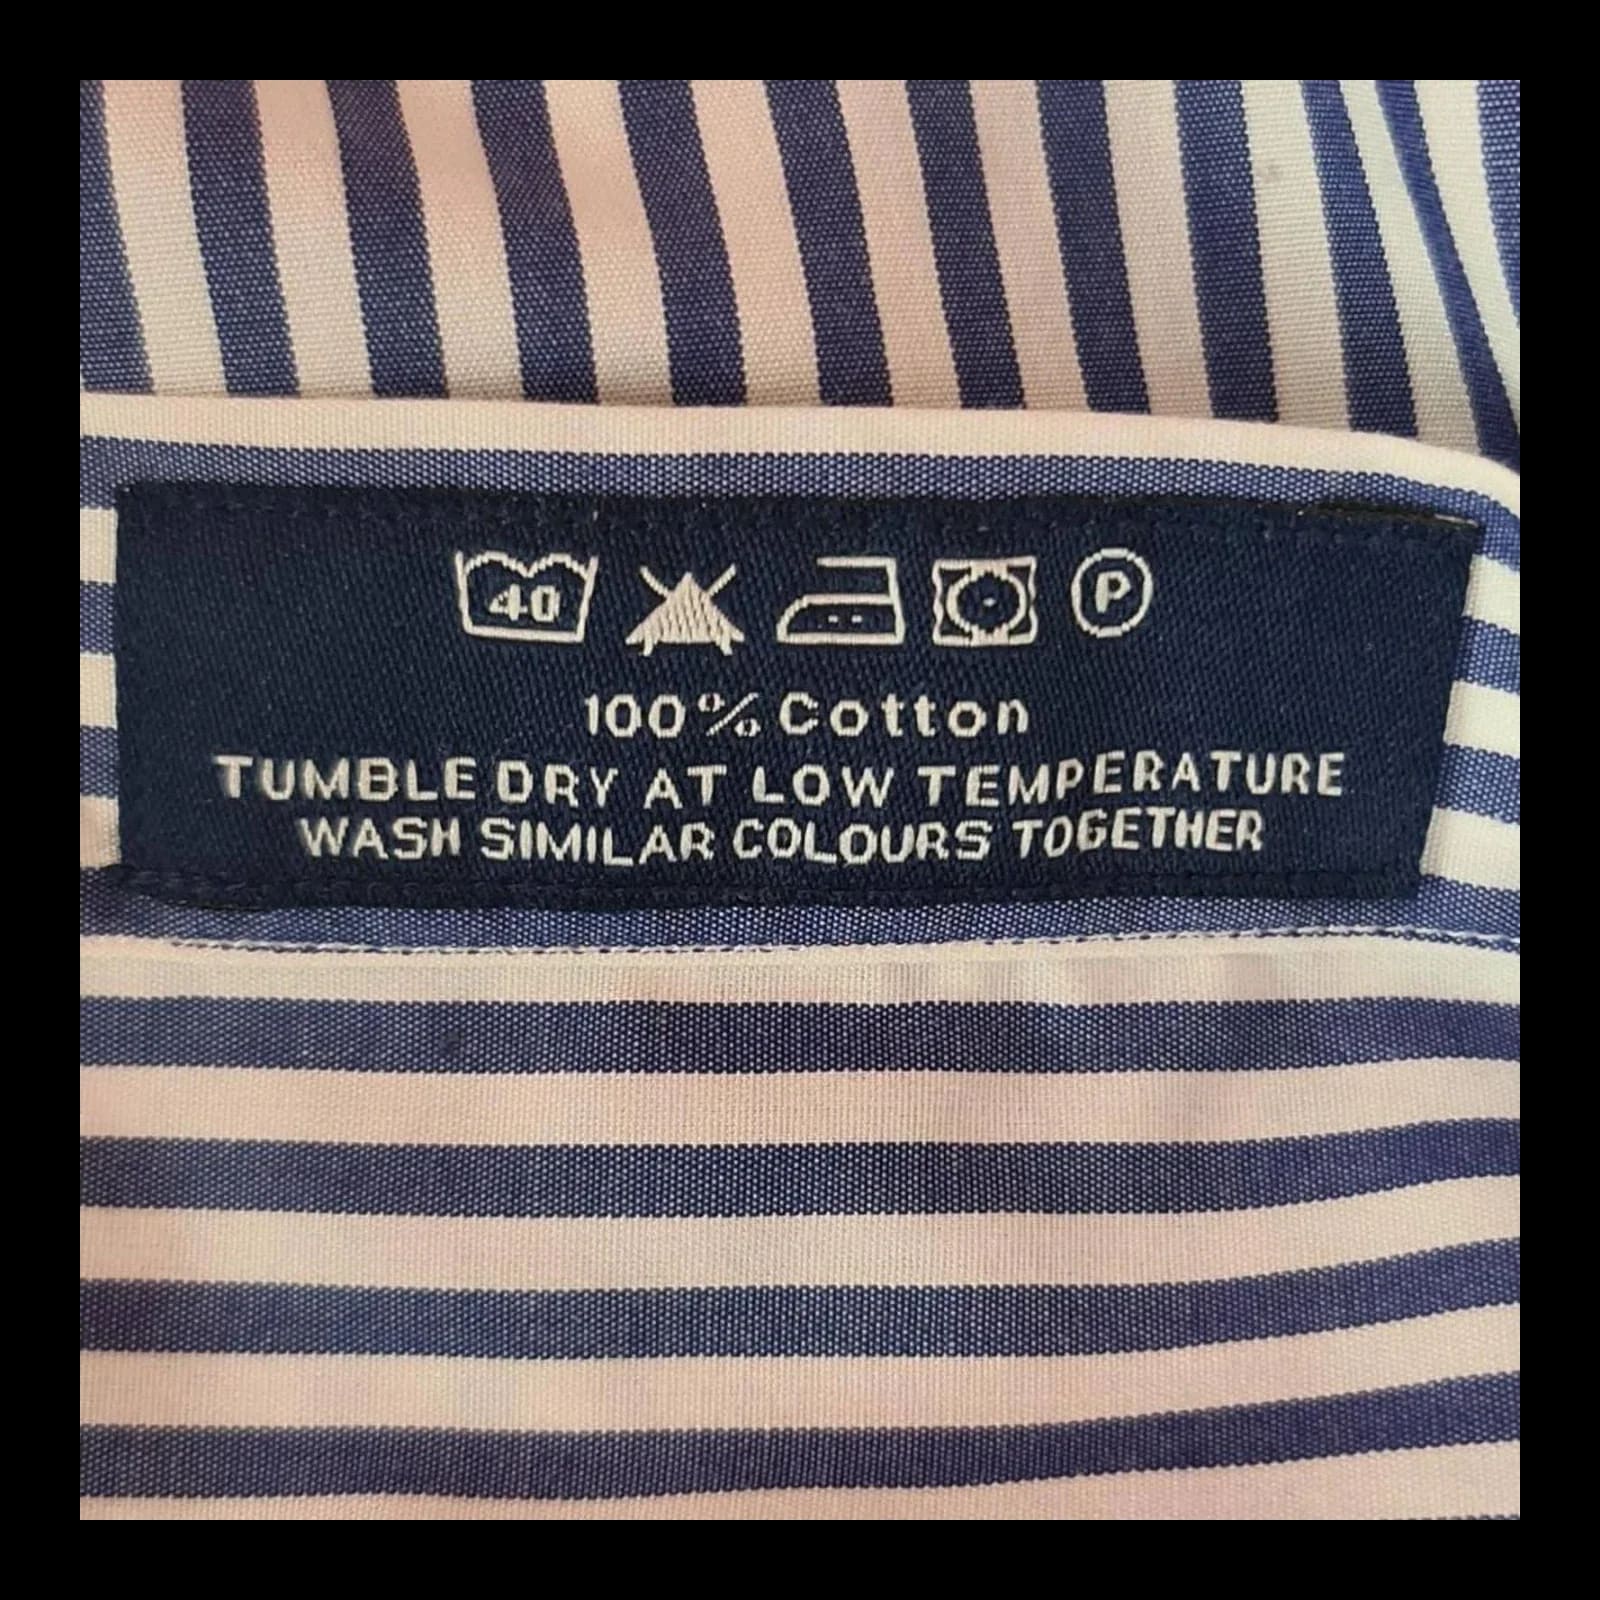 40 P
100% Cotton
TUMBLE DRY AT LOW TEMPERATURE
WASH SIMILAR COLOURS TOGETHER